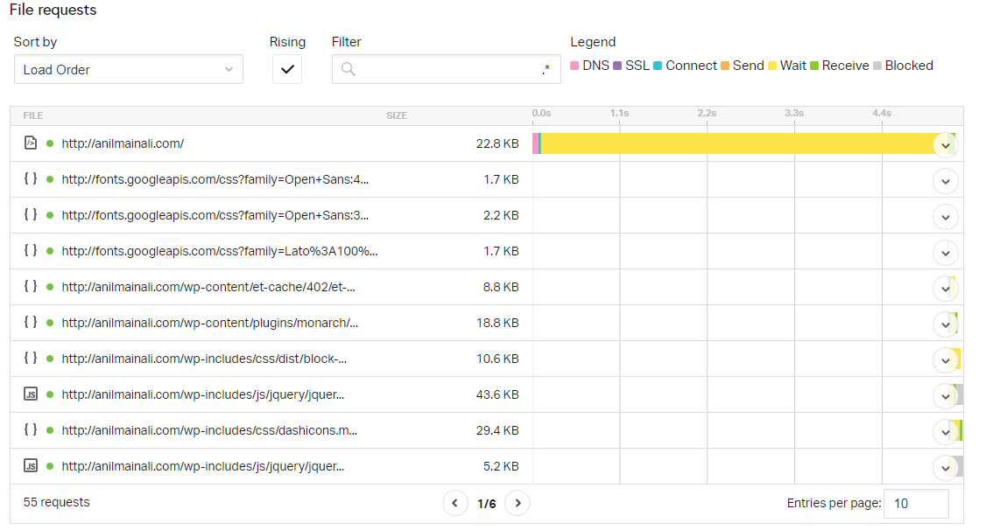 File requests
Sort by Rising Filter Legend
Load Order .* DNS SSL Connect Send Wait Receive Blocked
FILE SIZE 0.0s 1.1s 2.2s 3.3s 4.4s
http://anilmainali.com/ 22.8 KB
{ } http://fonts.googleapis.com/css?family=Open+Sans:4... 1.7 KB
{ } http://fonts.googleapis.com/css?family=Open+Sans:3... 2.2 KB
{ } http://fonts.googleapis.com/css?family=Lato%3A100%... 1.7 KB
{ } http://anilmainali.com/wp-content/et-cache/402/et-... 8.8 KB
{ } http://anilmainali.com/wp-content/plugins/monarch/... 18.8 KB
{ } http://anilmainali.com/wp-includes/css/dist/block-... 10.6 KB
JS http://anilmainali.com/wp-includes/js/jquery/jquer... 43.6 KB
{ } http://anilmainali.com/wp-includes/css/dashicons.m... 29.4 KB
JS http://anilmainali.com/wp-includes/js/jquery/jquer... 5.2 KB
55 requests 1/6 Entries per page: 10